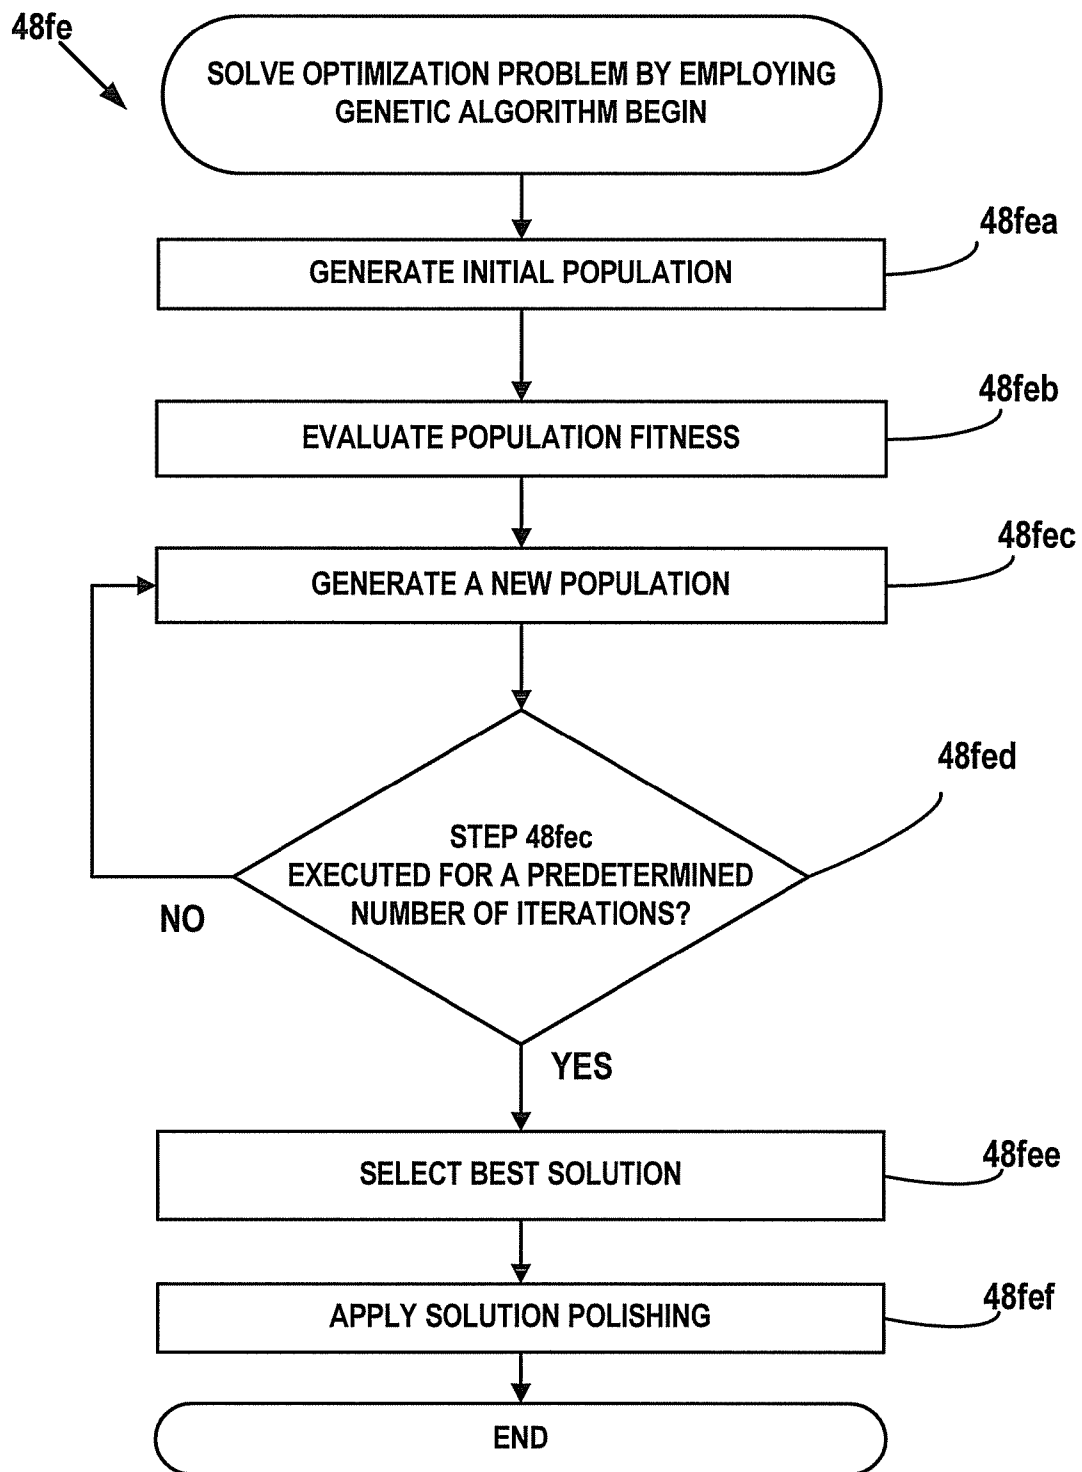 48fe
SOLVE OPTIMIZATION PROBLEM BY EMPLOYING
GENETIC ALGORITHM BEGIN
48fea
GENERATE INITIAL POPULATION
48feb
EVALUATE POPULATION FITNESS
48fec
GENERATE A NEW POPULATION
48fed
STEP 48fec
EXECUTED FOR A PREDETERMINED
NUMBER OF ITERATIONS?
NO
YES
48fee
SELECT BEST SOLUTION
48fef
APPLY SOLUTION POLISHING
END